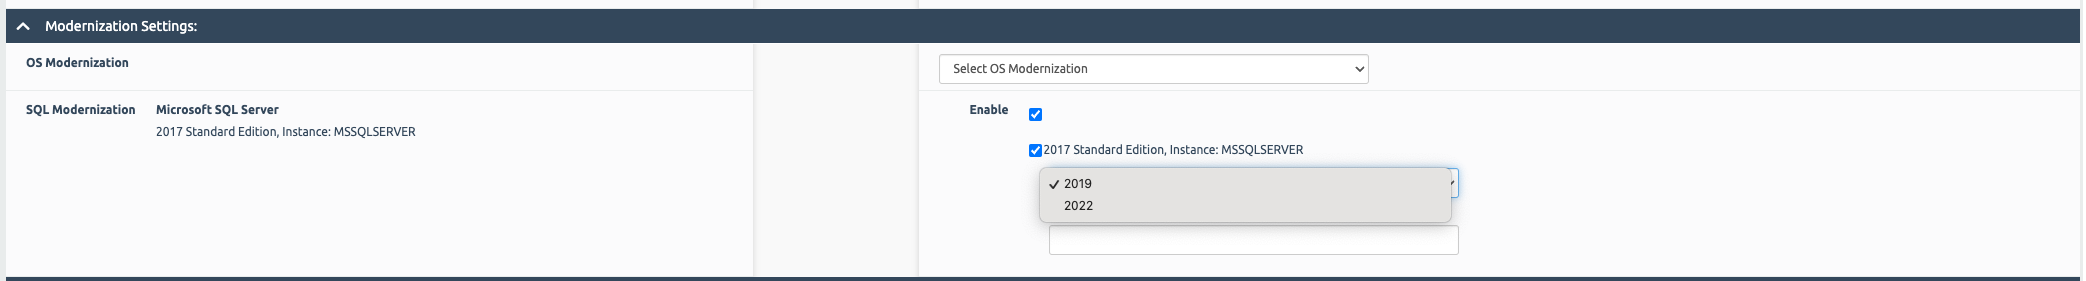 Modernization Settings:
OS Modernization
Select OS Modernization
SQL Modernization
Microsoft SQL Server
2017 Standard Edition, Instance: MSSQLSERVER
Enable
2017 Standard Edition, Instance: MSSQLSERVER
2019
2022